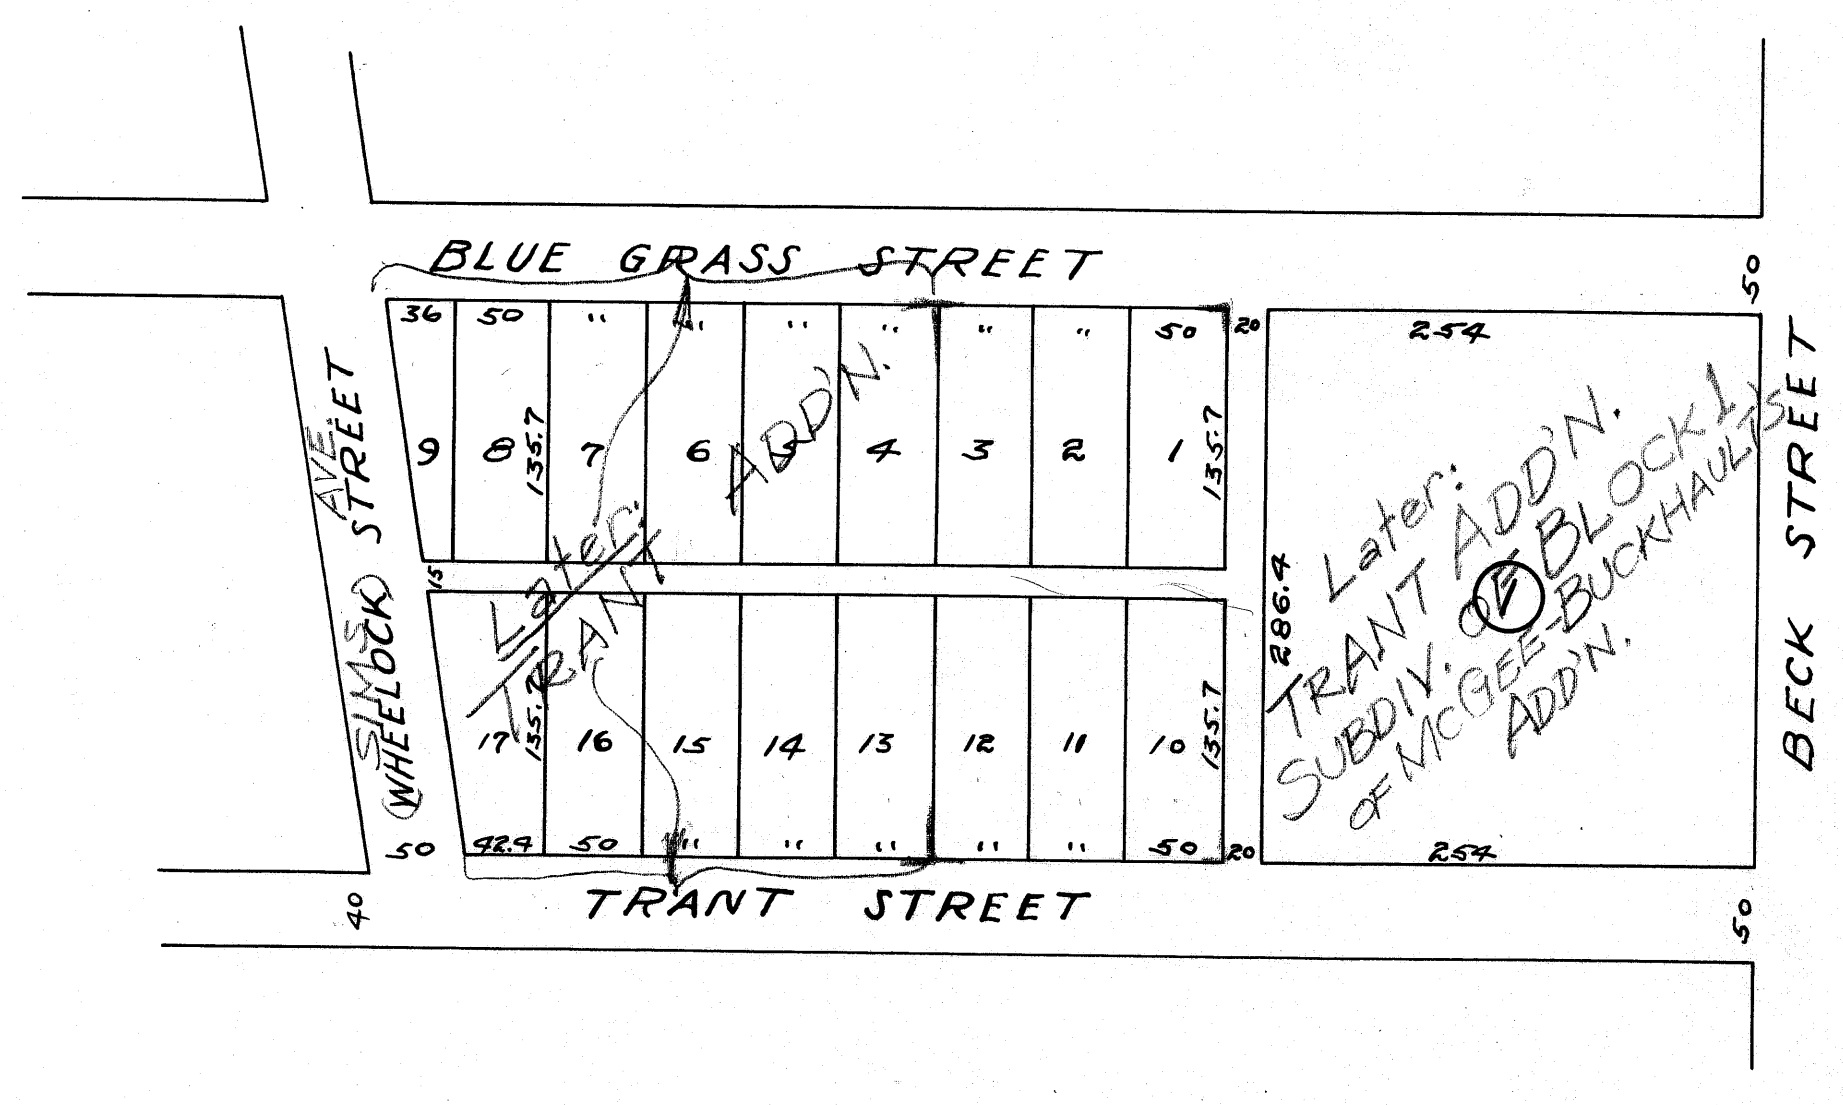 BLUE GRASS STREET
50
36 50 " " " " " " 50 20
254
9 8 7 6 5 4 3 2 1
135.7
135.7
Later:
TRANT
ADD'N.
15
SIMS AVE.
(WHEELOCK) STREET
286.4
Later:
TRANT ADD'N.
SUBDIV. OF BLOCK 1
OF MCGEE-BUCKHAULTS
ADD'N.
BECK STREET
17 16 15 14 13 12 11 10
135.7
135.7
50
42.4 50 " " " " " 50 20
254
40
TRANT STREET
50